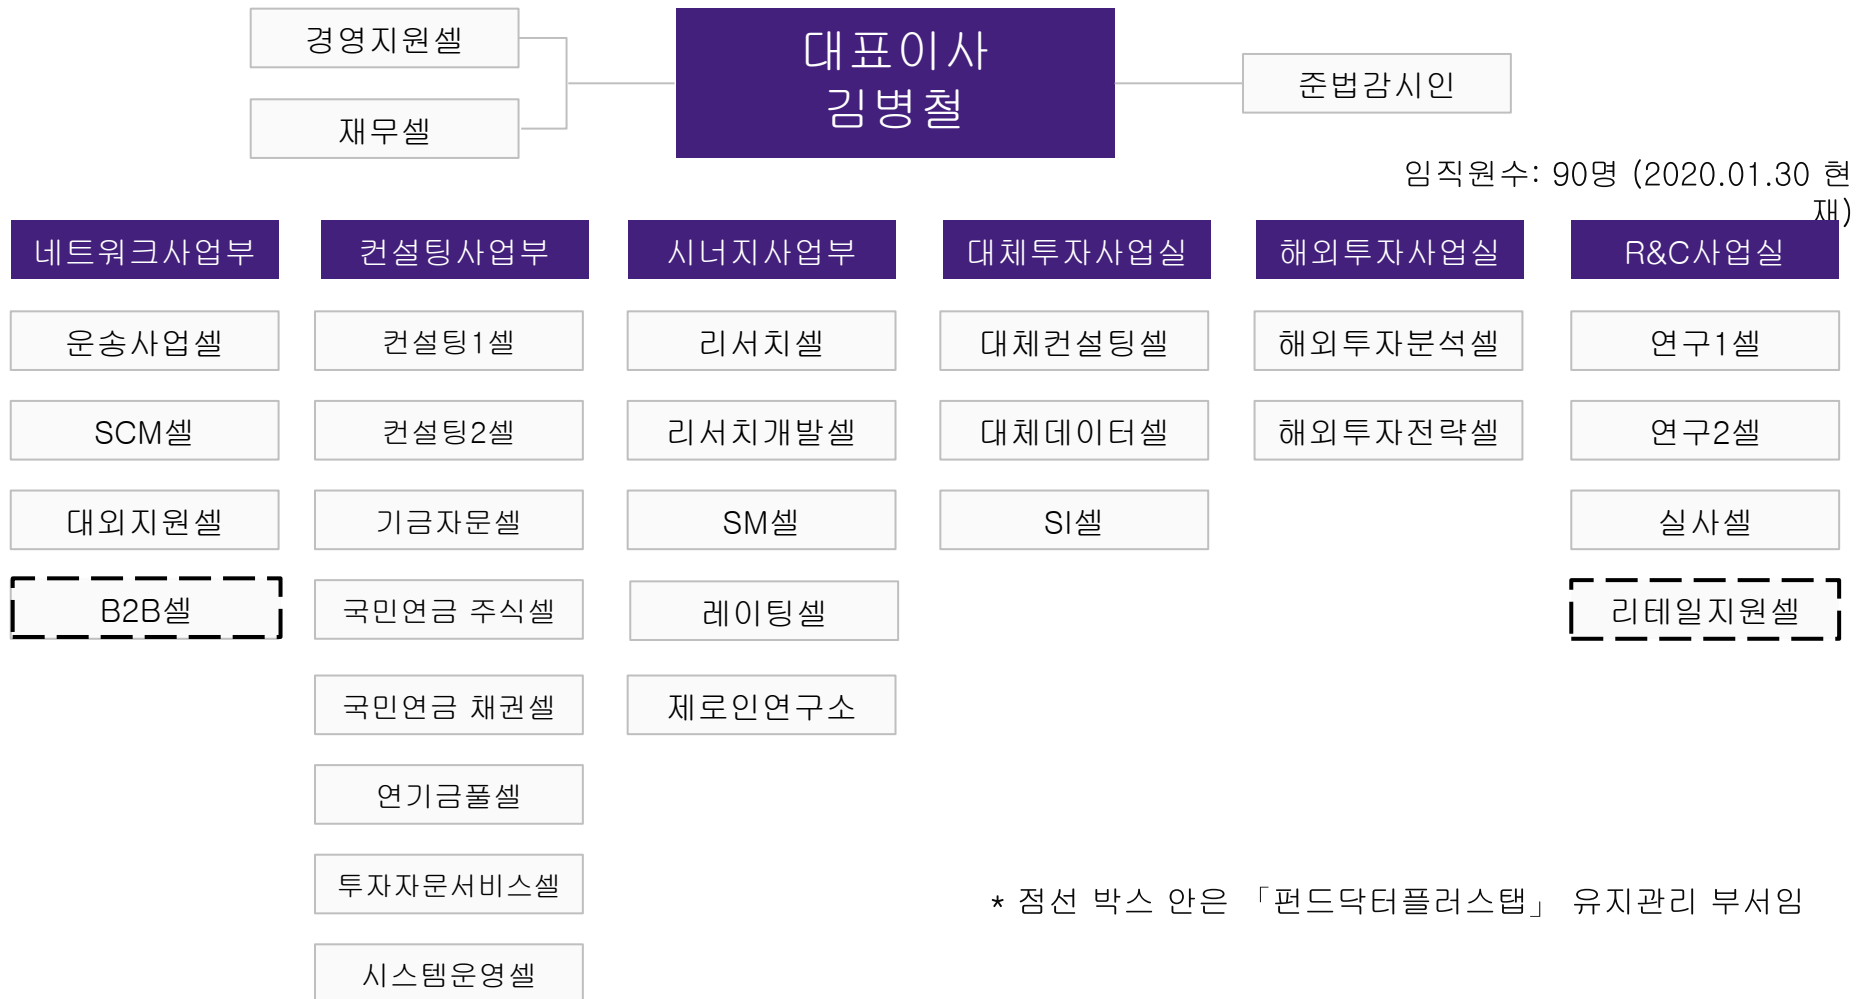 경영지원셀
재무셀
대표이사
김병철
준법감시인
임직원수: 90명 (2020.01.30 현
재)
네트워크사업부
컨설팅사업부
시너지사업부
대체투자사업실
해외투자사업실
R&C사업실
운송사업셀
컨설팅1셀
리서치셀
대체컨설팅셀
해외투자분석셀
연구1셀
SCM셀
컨설팅2셀
리서치개발셀
대체데이터셀
해외투자전략셀
연구2셀
대외지원셀
기금자문셀
SM셀
SI셀
실사셀
B2B셀
국민연금 주식셀
레이팅셀
리테일지원셀
국민연금 채권셀
제로인연구소
연기금풀셀
투자자문서비스셀
* 점선 박스 안은 「펀드닥터플러스탭」 유지관리 부서임
시스템운영셀